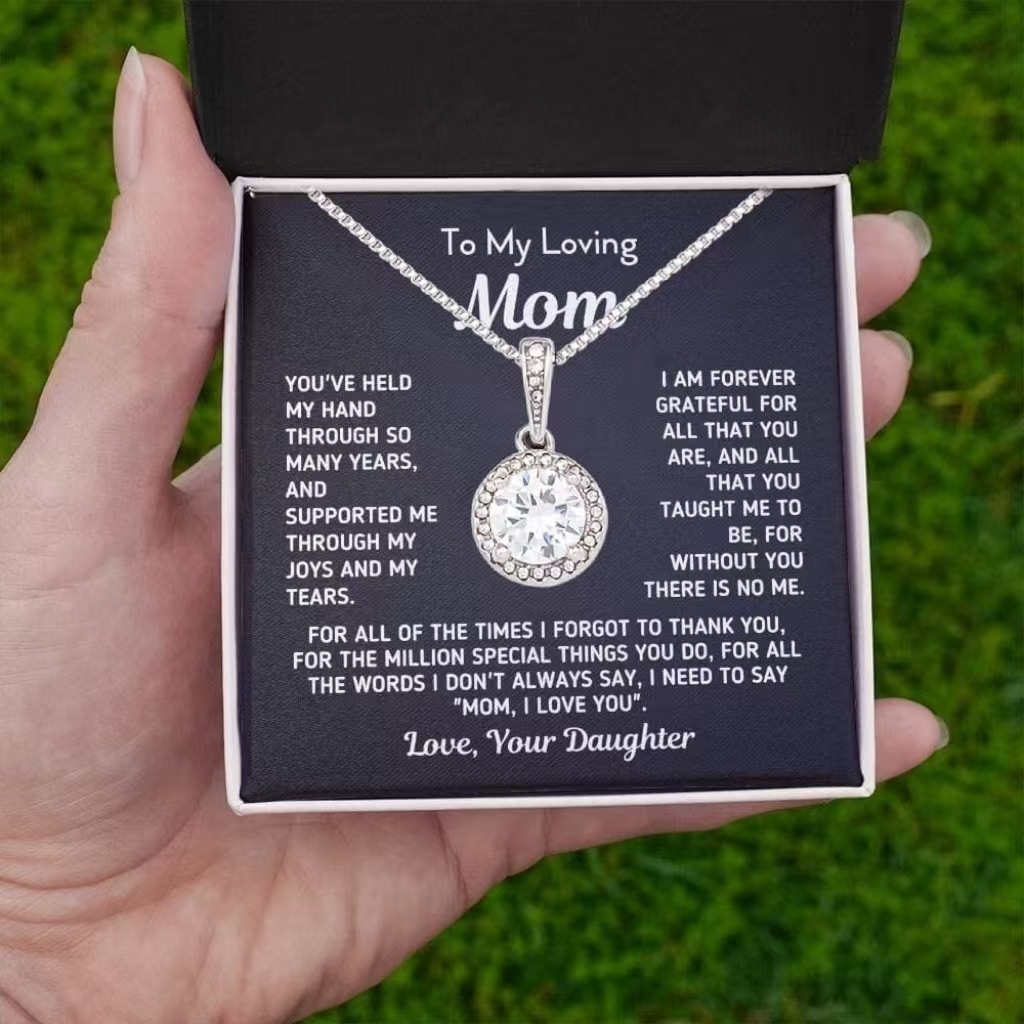 To My Loving
Mom
YOU'VE HELD
MY HAND
THROUGH SO
MANY YEARS,
AND
SUPPORTED ME
THROUGH MY
JOYS AND MY
TEARS.
I AM FOREVER
GRATEFUL FOR
ALL THAT YOU
ARE, AND ALL
THAT YOU
TAUGHT ME TO
BE, FOR
WITHOUT YOU
THERE IS NO ME.
FOR ALL OF THE TIMES I FORGOT TO THANK YOU,
FOR THE MILLION SPECIAL THINGS YOU DO, FOR ALL
THE WORDS I DON'T ALWAYS SAY, I NEED TO SAY
"MOM, I LOVE YOU".
Love, Your Daughter